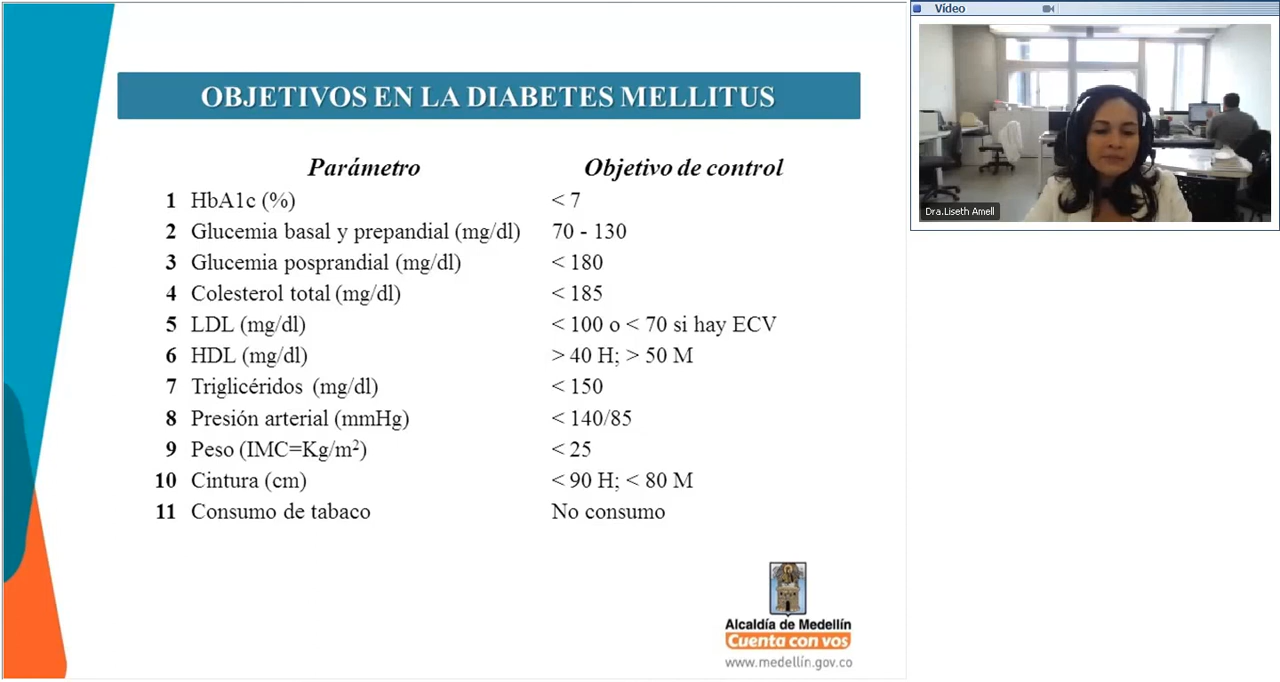 OBJETIVOS EN LA DIABETES MELLITUS
Parámetro Objetivo de control
1 HbA1c (%) < 7
2 Glucemia basal y prepandial (mg/dl) 70 - 130
3 Glucemia posprandial (mg/dl) < 180
4 Colesterol total (mg/dl) < 185
5 LDL (mg/dl) < 100 o < 70 si hay ECV
6 HDL (mg/dl) > 40 H; > 50 M
7 Triglicéridos (mg/dl) < 150
8 Presión arterial (mmHg) < 140/85
9 Peso (IMC=Kg/m²) < 25
10 Cintura (cm) < 90 H; < 80 M
11 Consumo de tabaco No consumo
Alcaldía de Medellín
Cuenta con vos
www.medellín.gov.co
Vídeo
Dra.Liseth Amell